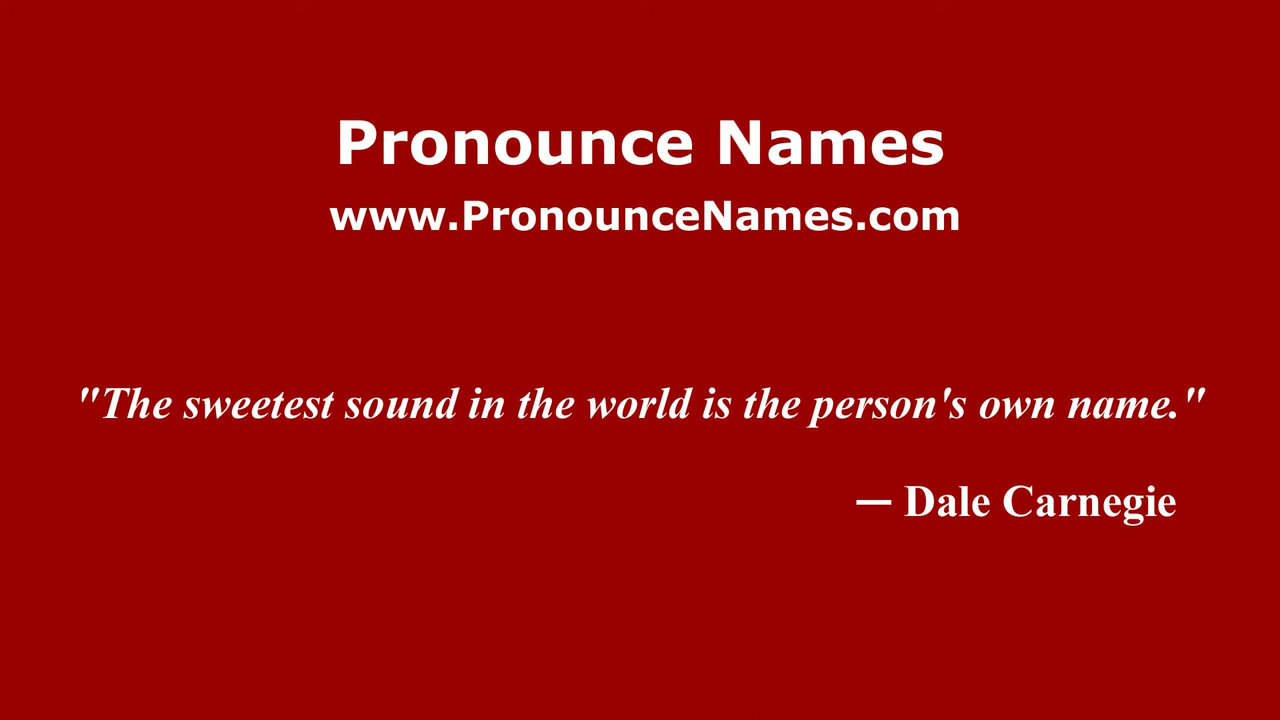 Pronounce Names
www.PronounceNames.com
"The sweetest sound in the world is the person's own name."
— Dale Carnegie